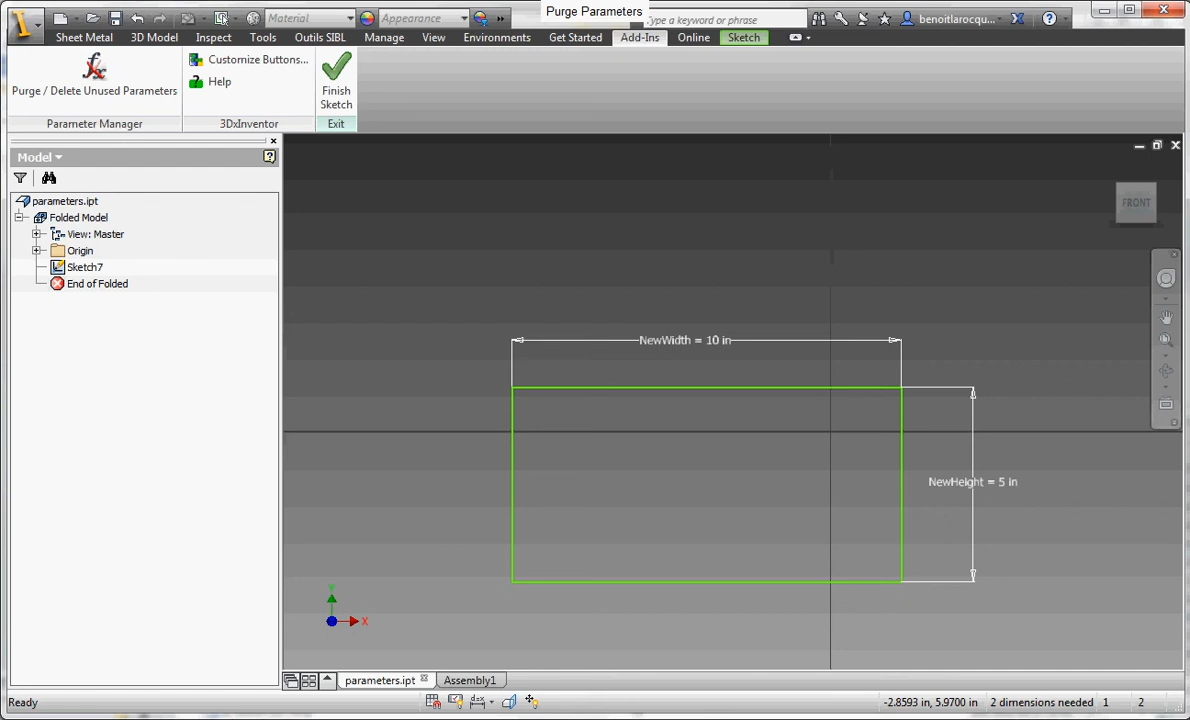 Purge Parameters
Material
Appearance
Type a keyword or phrase
benoitlarocqu...
Sheet Metal
3D Model
Inspect
Tools
Outils SIBL
Manage
View
Environments
Get Started
Add-Ins
Online
Sketch
Purge / Delete Unused Parameters
Customize Buttons...
Help
Finish
Sketch
Parameter Manager
3DxInventor
Exit
Model
parameters.ipt
Folded Model
View: Master
Origin
Sketch7
End of Folded
FRONT
NewWidth = 10 in
NewHeight = 5 in
Y
X
parameters.ipt
Assembly1
Ready
-2.8593 in, 5.9700 in
2 dimensions needed
1
2